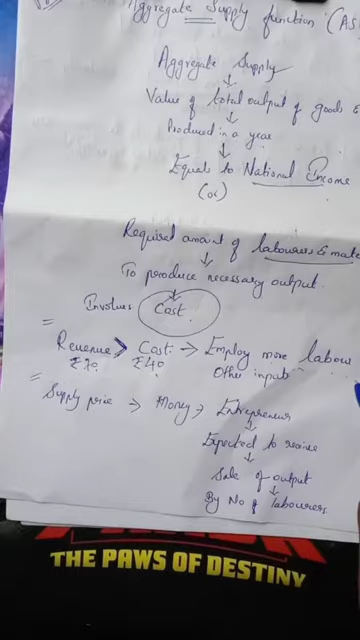 Aggregate Supply function (AS
Aggregate Supply
↓
Value of total output of goods &
↓
Produced in a year
↓
Equals to National Income
(or)
Required amount of labourers & mate
↓
To produce necessary output.
↓
Involves Cost
=
Revenue > Cost: → Employ more labour
₹70 ₹40 Other inputs
=
Supply price → Money → Entrepreneur
↓
Expected to receive
↓
Sale of output
↓
By No of labourers
THE PAWS OF DESTINY